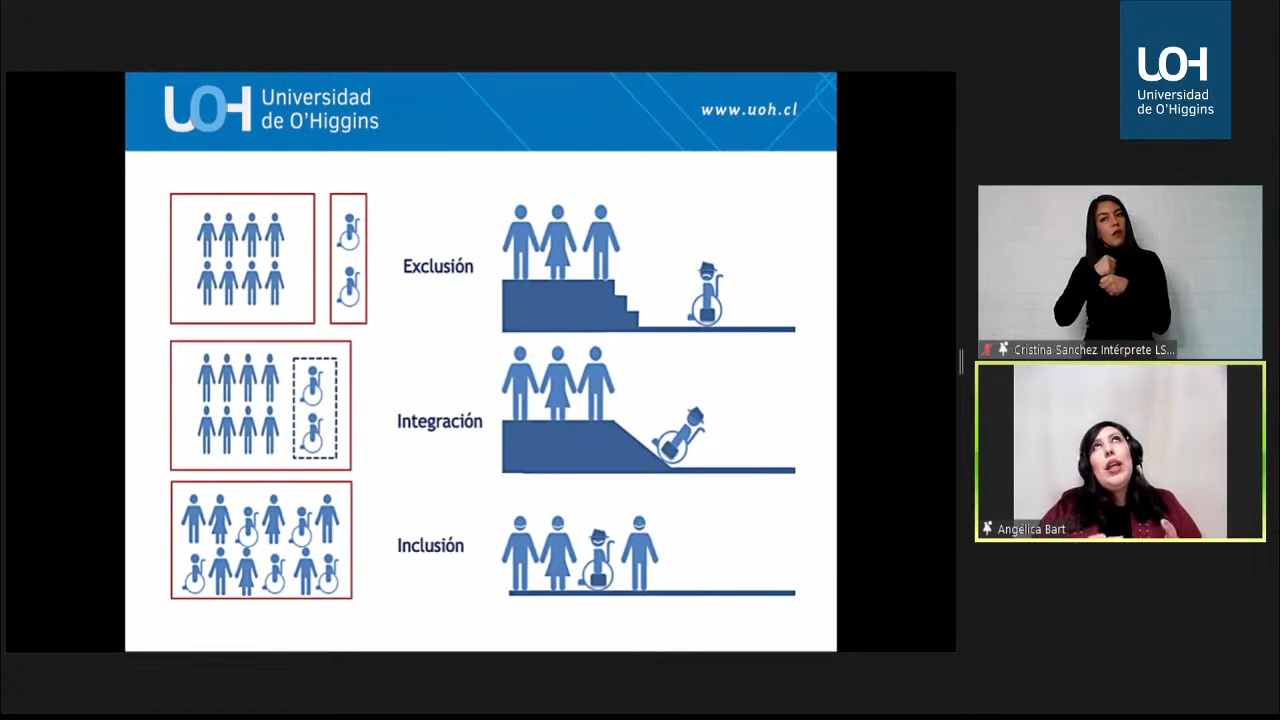 UOH
Universidad
de O'Higgins
www.uoh.cl
Exclusión
Integración
Inclusión
UOH
Universidad
de O'Higgins
Cristina Sanchez Intérprete LS...
Angélica Bart